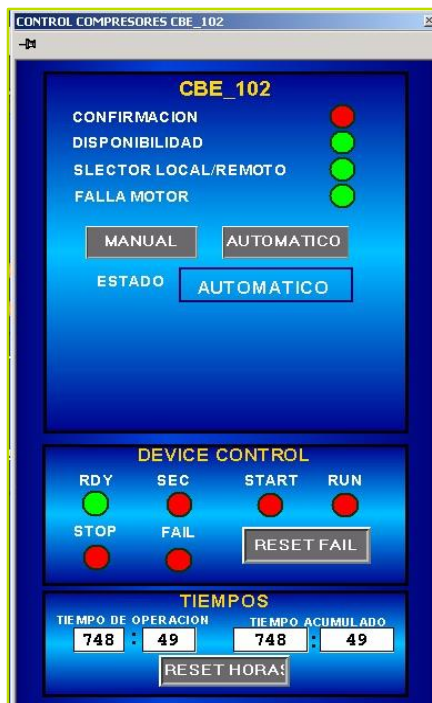 CONTROL COMPRESORES CBE_102
CBE_102
CONFIRMACION
DISPONIBILIDAD
SLECTOR LOCAL/REMOTO
FALLA MOTOR
MANUAL AUTOMATICO
ESTADO AUTOMATICO
DEVICE CONTROL
RDY SEC START RUN
STOP FAIL RESET FAIL
TIEMPOS
TIEMPO DE OPERACION TIEMPO ACUMULADO
748 : 49 748 : 49
RESET HORAS